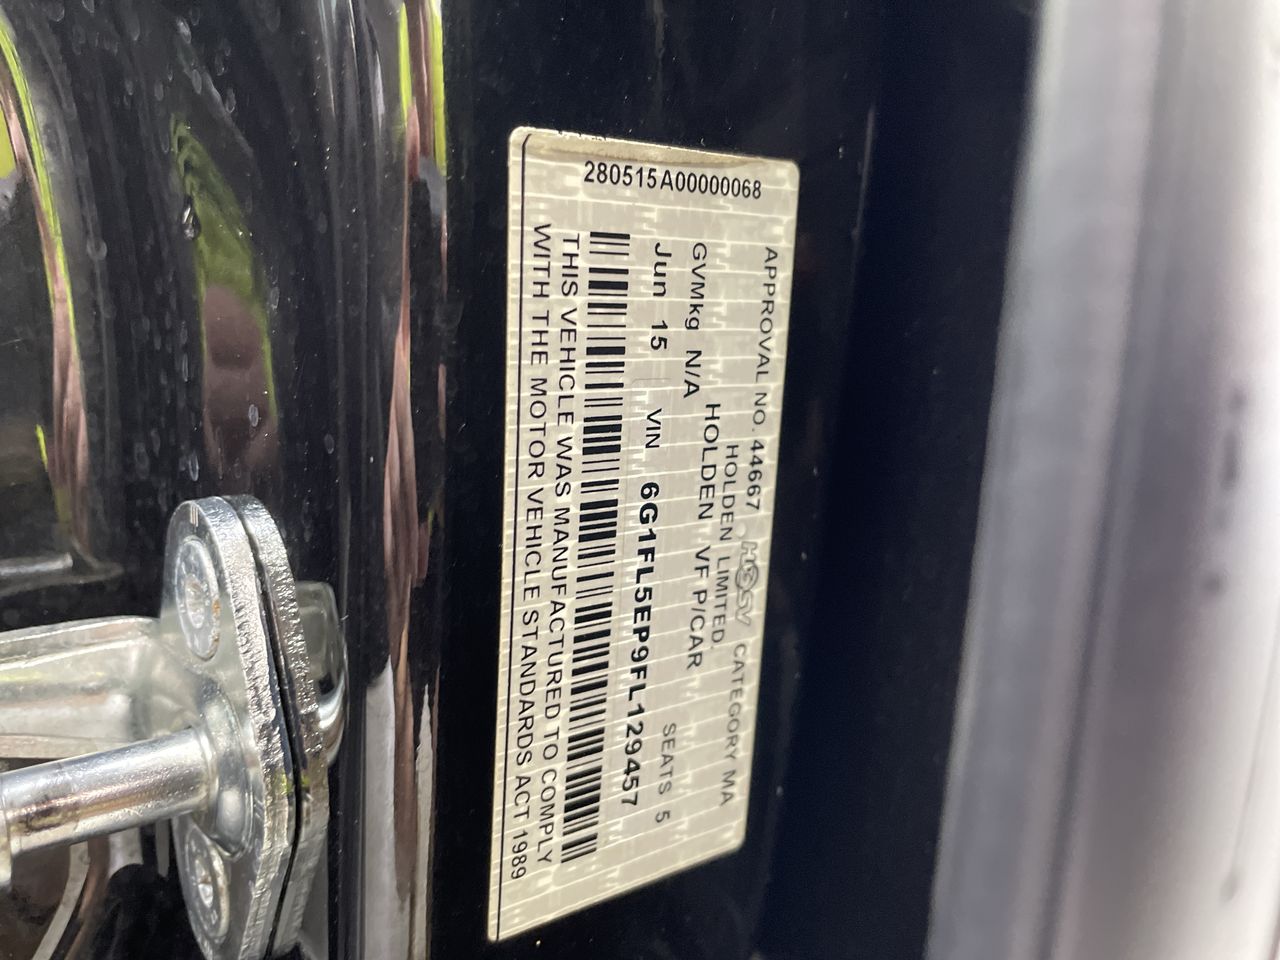 280515A00000068
APPROVAL NO. 44667 HSV CATEGORY MA
HOLDEN LIMITED.
HOLDEN VF P/CAR
GVMkg N/A SEATS 5
Jun 15 VIN 6G1FL5EP9FL129457
THIS VEHICLE WAS MANUFACTURED TO COMPLY
WITH THE MOTOR VEHICLE STANDARDS ACT 1989